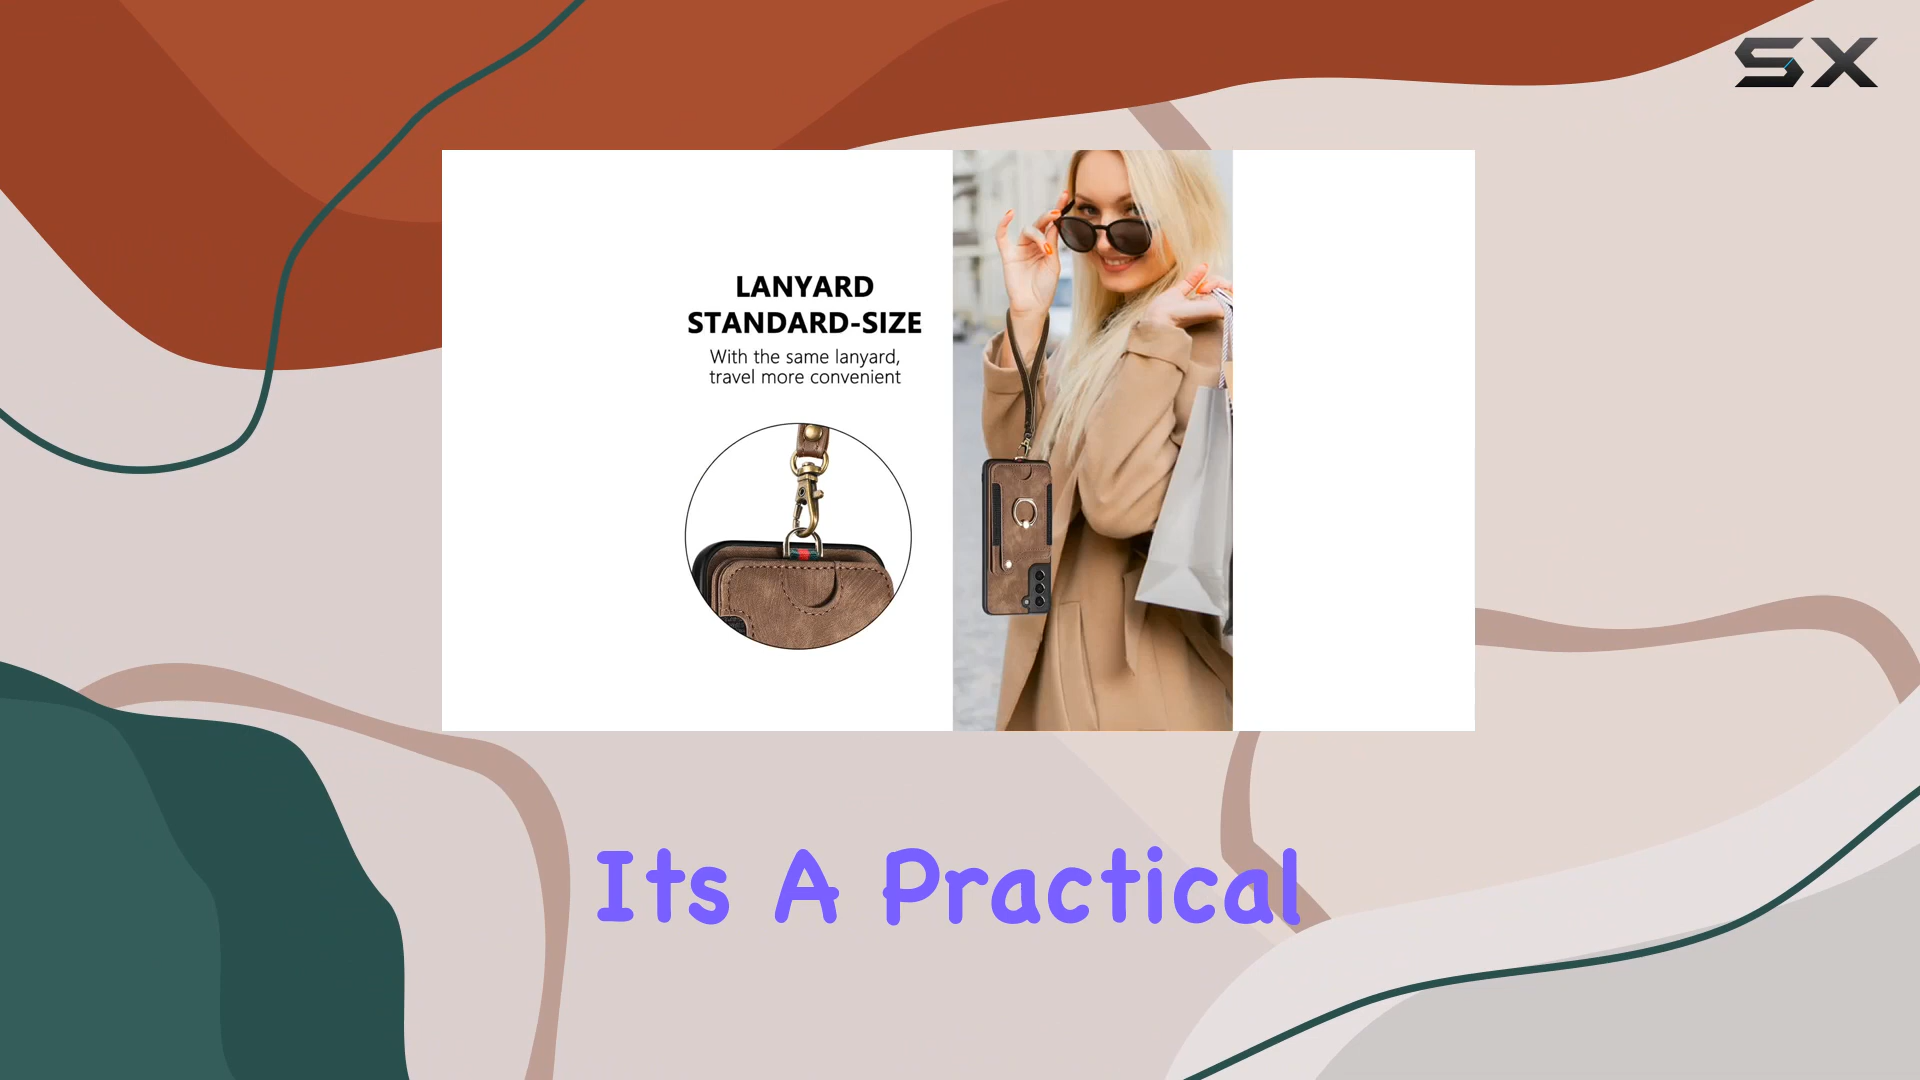 SX
LANYARD
STANDARD-SIZE
With the same lanyard,
travel more convenient
Its A Practical